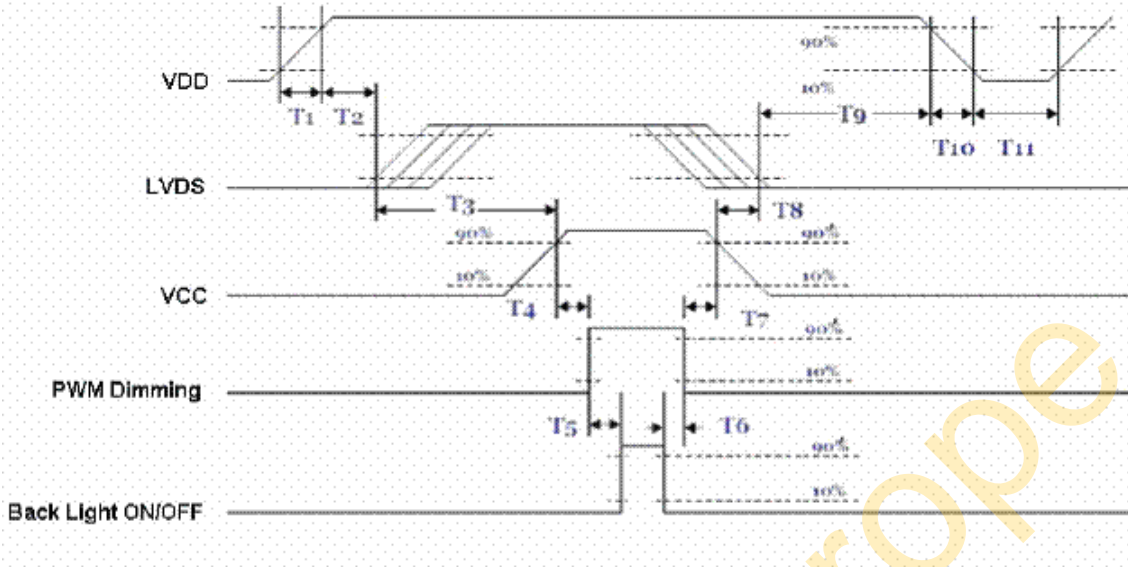 90%
VDD
10%
T1 T2
T9
T10 T11
LVDS
T3
T8
90%
90%
10%
10%
VCC
T4
T7
90%
PWM Dimming
10%
T5
T6
90%
10%
Back Light ON/OFF
rope